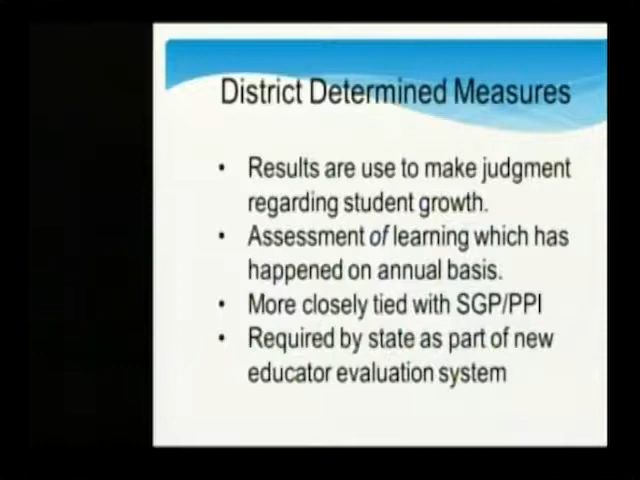 District Determined Measures
• Results are use to make judgment
regarding student growth.
• Assessment of learning which has
happened on annual basis.
• More closely tied with SGP/PPI
• Required by state as part of new
educator evaluation system